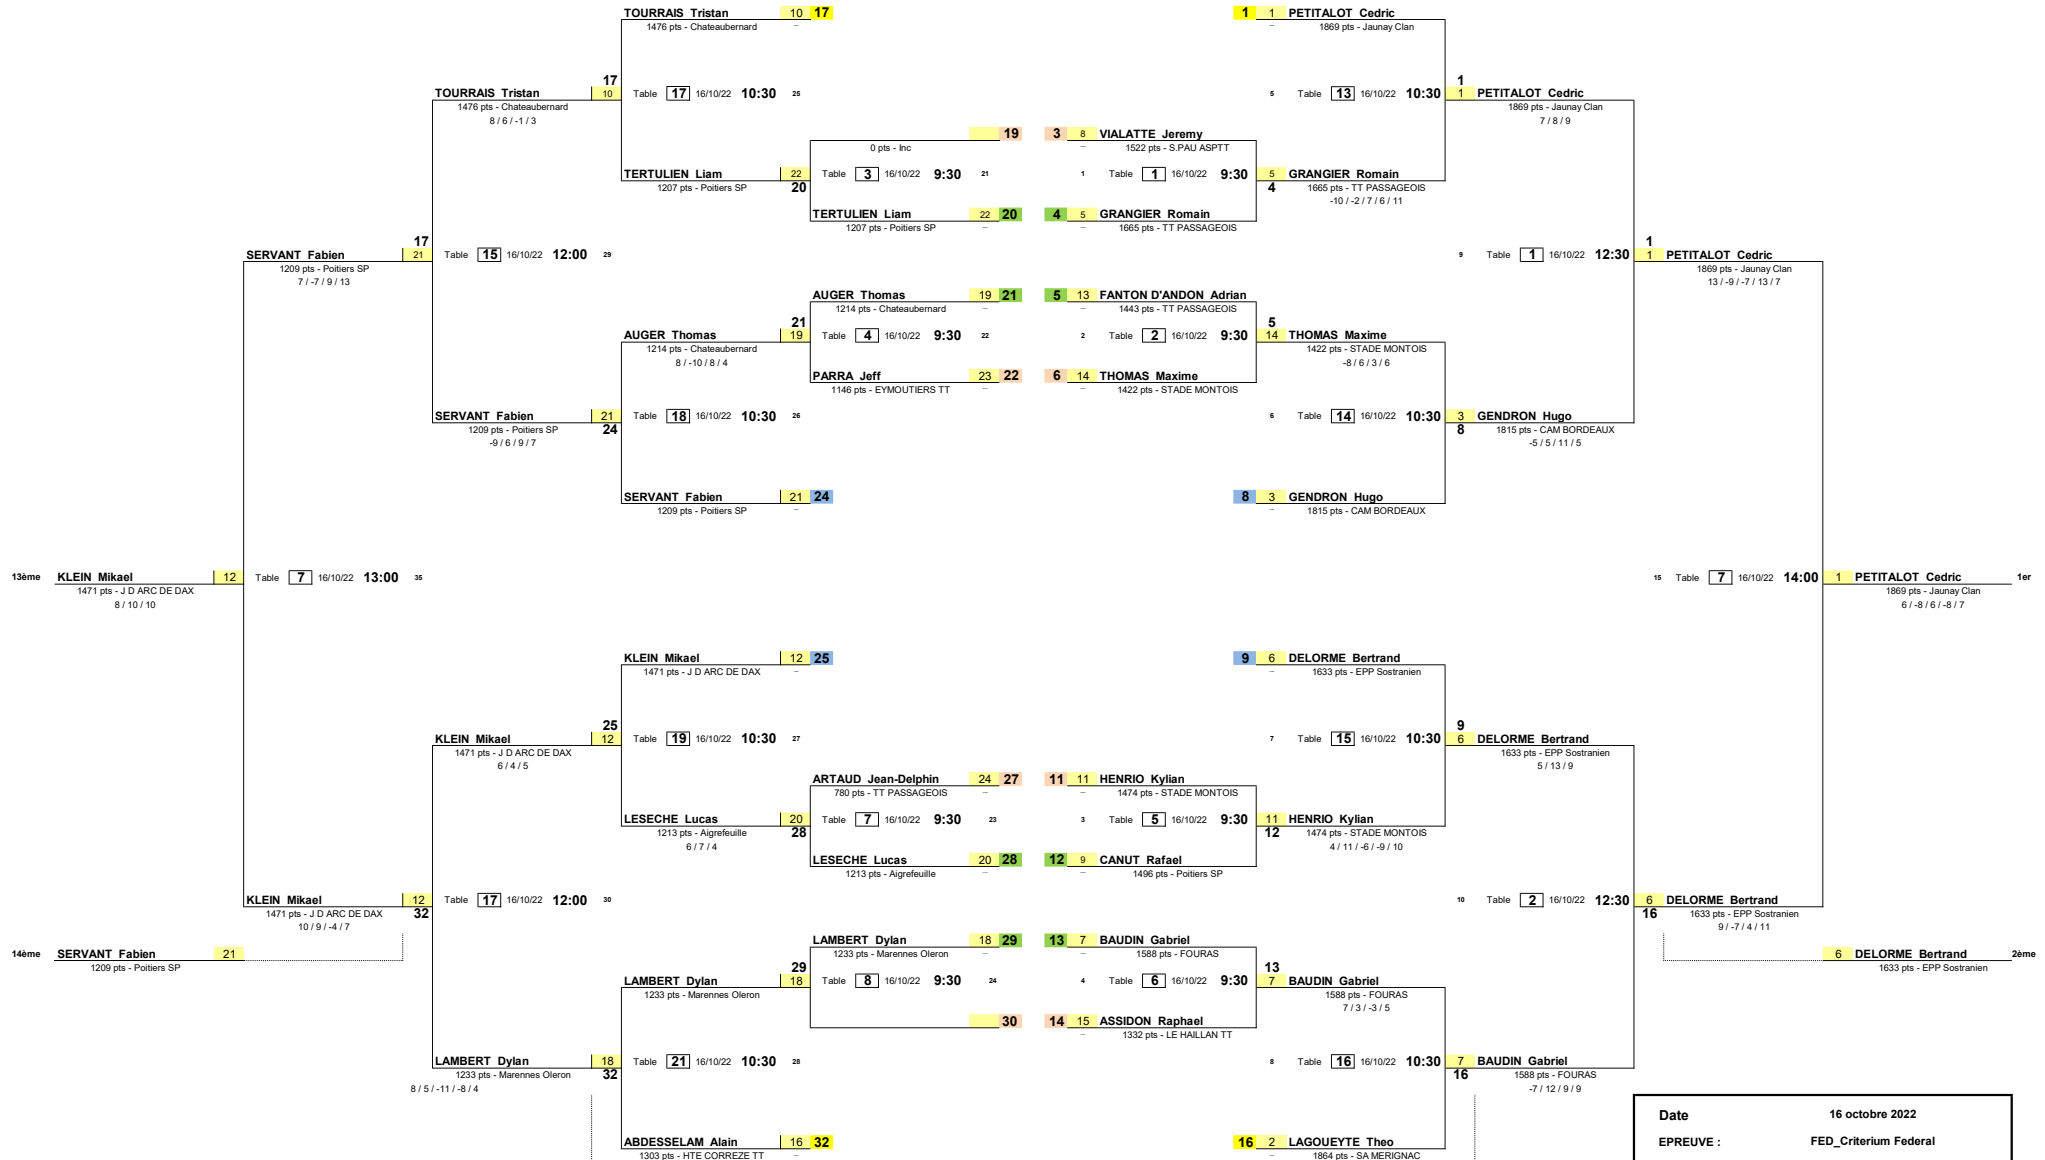 TOURRAIS Tristan 10 17 1 1 PETITALOT Cedric
1476 pts - Chateaubernard – – 1869 pts - Jaunay Clan
17 1
TOURRAIS Tristan 10 Table 17 16/10/22 10:30 25 5 Table 13 16/10/22 10:30 1 PETITALOT Cedric
1476 pts - Chateaubernard 1869 pts - Jaunay Clan
8 / 6 / -1 / 3 7 / 8 / 9
19 3 8 VIALATTE Jeremy
0 pts - Inc – 1522 pts - S.PAU ASPTT
TERTULIEN Liam 22 Table 3 16/10/22 9:30 21 1 Table 1 16/10/22 9:30 5 GRANGIER Romain
1207 pts - Poitiers SP 20 4 1665 pts - TT PASSAGEOIS
-10 / -2 / 7 / 6 / 11
TERTULIEN Liam 22 20 4 5 GRANGIER Romain
1207 pts - Poitiers SP – – 1665 pts - TT PASSAGEOIS
17 1
SERVANT Fabien 21 Table 15 16/10/22 12:00 29 9 Table 1 16/10/22 12:30 1 PETITALOT Cedric
1209 pts - Poitiers SP 1869 pts - Jaunay Clan
7 / -7 / 9 / 13 13 / -9 / -7 / 13 / 7
AUGER Thomas 19 21 5 13 FANTON D'ANDON Adrian
1214 pts - Chateaubernard – – 1443 pts - TT PASSAGEOIS
21 5
AUGER Thomas 19 Table 4 16/10/22 9:30 22 2 Table 2 16/10/22 9:30 14 THOMAS Maxime
1214 pts - Chateaubernard 1422 pts - STADE MONTOIS
8 / -10 / 8 / 4 -8 / 6 / 3 / 6
PARRA Jeff 23 22 6 14 THOMAS Maxime
1146 pts - EYMOUTIERS TT – – 1422 pts - STADE MONTOIS
SERVANT Fabien 21 Table 18 16/10/22 10:30 26 6 Table 14 16/10/22 10:30 3 GENDRON Hugo
1209 pts - Poitiers SP 24 8 1815 pts - CAM BORDEAUX
-9 / 6 / 9 / 7 -5 / 5 / 11 / 5
SERVANT Fabien 21 24 8 3 GENDRON Hugo
1209 pts - Poitiers SP – – 1815 pts - CAM BORDEAUX
13ème KLEIN Mikael 12 Table 7 16/10/22 13:00 35 15 Table 7 16/10/22 14:00 1 PETITALOT Cedric 1er
1471 pts - J D ARC DE DAX 1869 pts - Jaunay Clan
8 / 10 / 10 6 / -8 / 6 / -8 / 7
KLEIN Mikael 12 25 9 6 DELORME Bertrand
1471 pts - J D ARC DE DAX – – 1633 pts - EPP Sostranien
25 9
KLEIN Mikael 12 Table 19 16/10/22 10:30 27 7 Table 15 16/10/22 10:30 6 DELORME Bertrand
1471 pts - J D ARC DE DAX 1633 pts - EPP Sostranien
6 / 4 / 5 5 / 13 / 9
ARTAUD Jean-Delphin 24 27 11 11 HENRIO Kylian
780 pts - TT PASSAGEOIS – – 1474 pts - STADE MONTOIS
LESECHE Lucas 20 Table 7 16/10/22 9:30 23 3 Table 5 16/10/22 9:30 11 HENRIO Kylian
1213 pts - Aigrefeuille 28 12 1474 pts - STADE MONTOIS
6 / 7 / 4 4 / 11 / -6 / -9 / 10
LESECHE Lucas 20 28 12 9 CANUT Rafael
1213 pts - Aigrefeuille – – 1496 pts - Poitiers SP
KLEIN Mikael 12 Table 17 16/10/22 12:00 30 10 Table 2 16/10/22 12:30 6 DELORME Bertrand
1471 pts - J D ARC DE DAX 32 16 1633 pts - EPP Sostranien
10 / 9 / -4 / 7 9 / -7 / 4 / 11
LAMBERT Dylan 18 29 13 7 BAUDIN Gabriel
14ème SERVANT Fabien 21 1233 pts - Marennes Oleron – – 1588 pts - FOURAS 6 DELORME Bertrand 2ème
1209 pts - Poitiers SP 29 13 1633 pts - EPP Sostranien
LAMBERT Dylan 18 Table 8 16/10/22 9:30 24 4 Table 6 16/10/22 9:30 7 BAUDIN Gabriel
1233 pts - Marennes Oleron 1588 pts - FOURAS
7 / 3 / -3 / 5
30 14 15 ASSIDON Raphael
– 1332 pts - LE HAILLAN TT
LAMBERT Dylan 18 Table 21 16/10/22 10:30 28 8 Table 16 16/10/22 10:30 7 BAUDIN Gabriel
1233 pts - Marennes Oleron 32 16 1588 pts - FOURAS
8 / 5 / -11 / -8 / 4 -7 / 12 / 9 / 9
Date 16 octobre 2022
EPREUVE : FED_Criterium Federal
ABDESSELAM Alain 16 32 16 2 LAGOUEYTE Theo
1303 pts - HTE CORREZE TT – – 1864 pts - SA MERIGNAC